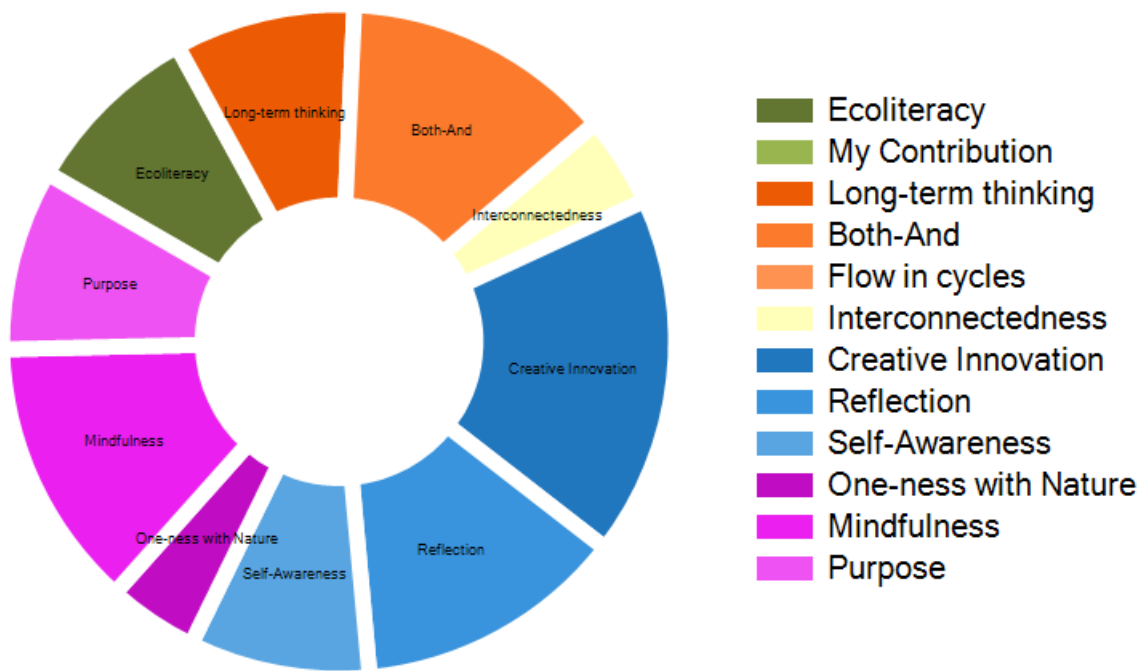 Long-term thinking
Both-And
Ecoliteracy
Interconnectedness
Purpose
Creative Innovation
Mindfulness
One-ness with Nature
Reflection
Self-Awareness
Ecoliteracy
My Contribution
Long-term thinking
Both-And
Flow in cycles
Interconnectedness
Creative Innovation
Reflection
Self-Awareness
One-ness with Nature
Mindfulness
Purpose